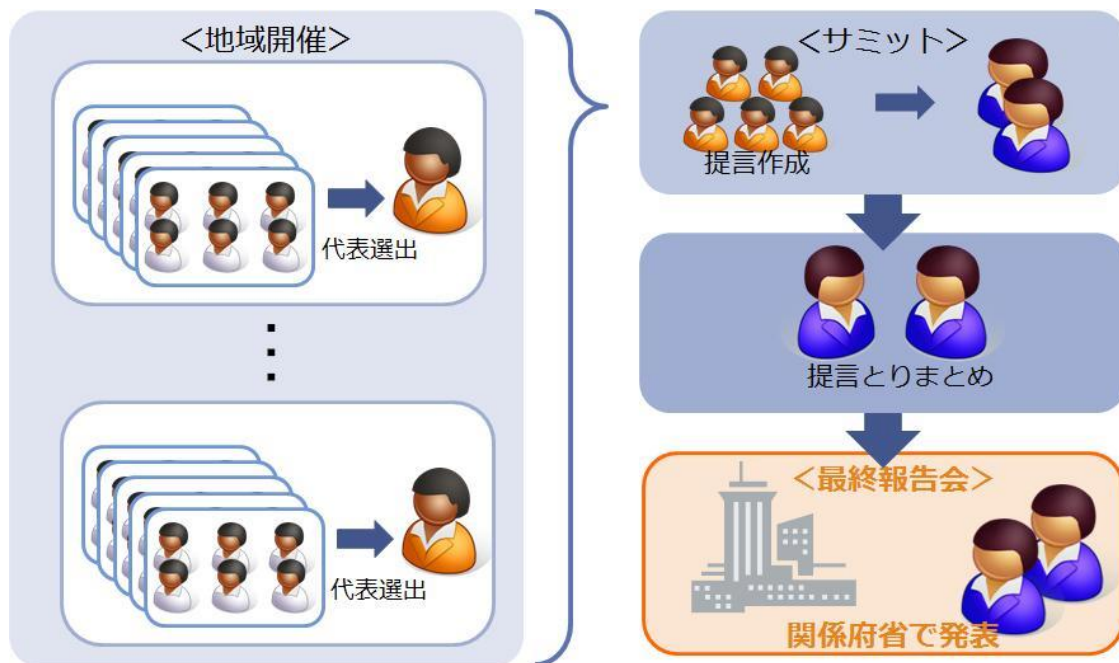 ＜地域開催＞
代表選出
代表選出
＜サミット＞
提言作成
提言とりまとめ
＜最終報告会＞
関係府省で発表